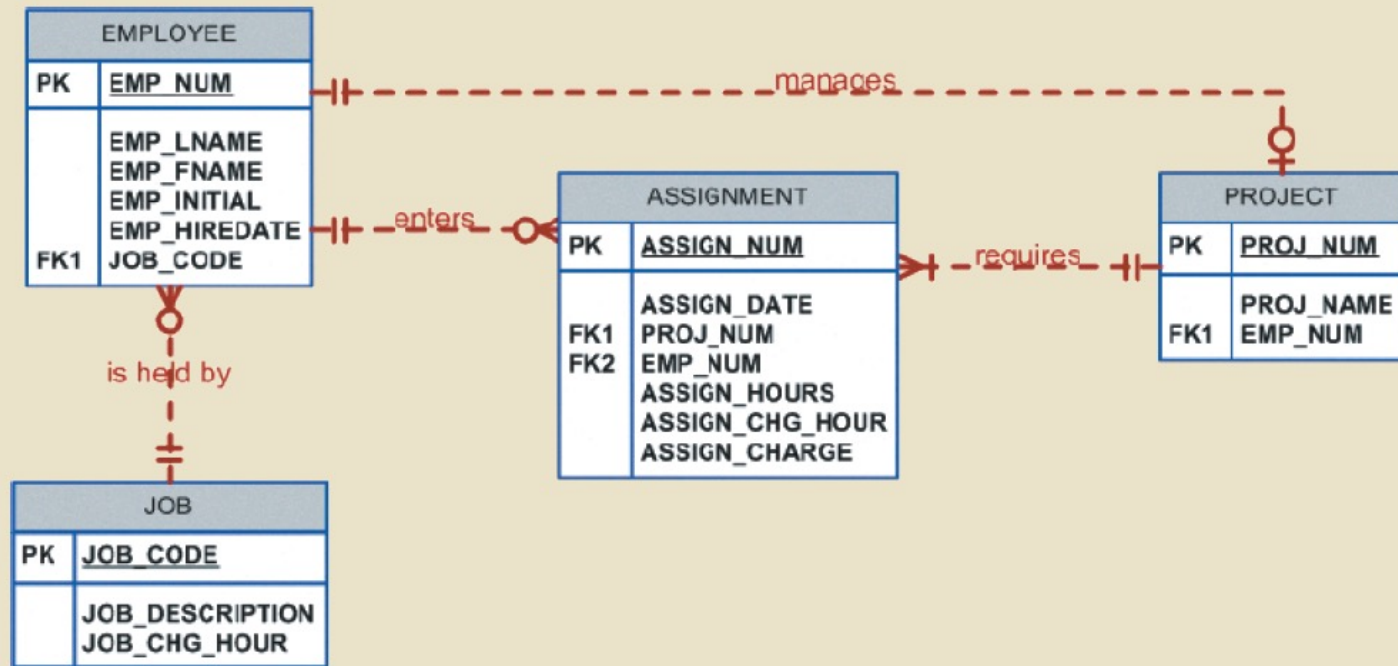 EMPLOYEE
PK EMP_NUM
EMP_LNAME
EMP_FNAME
EMP_INITIAL
EMP_HIREDATE
FK1 JOB_CODE
manages
enters
is held by
JOB
PK JOB_CODE
JOB_DESCRIPTION
JOB_CHG_HOUR
ASSIGNMENT
PK ASSIGN_NUM
ASSIGN_DATE
FK1 PROJ_NUM
FK2 EMP_NUM
ASSIGN_HOURS
ASSIGN_CHG_HOUR
ASSIGN_CHARGE
requires
PROJECT
PK PROJ_NUM
PROJ_NAME
FK1 EMP_NUM